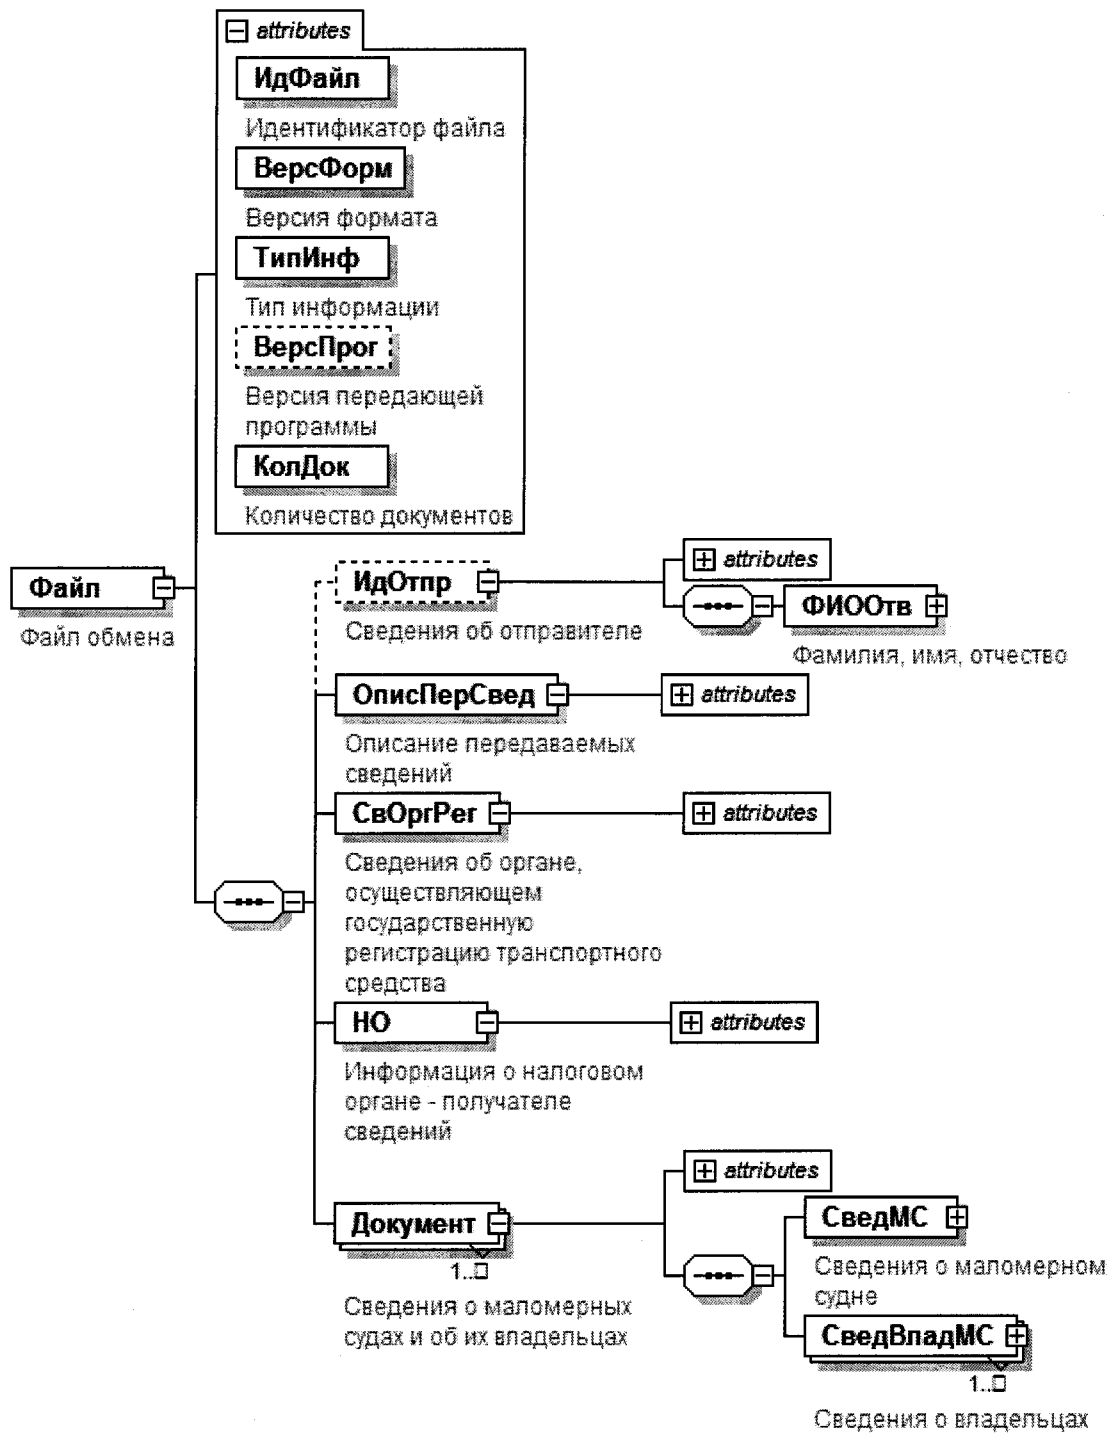 attributes
ИдФайл
Идентификатор файла
ВерсФорм
Версия формата
ТипИнф
Тип информации
ВерсПрог
Версия передающей
программы
КолДок
Количество документов
Файл
Файл обмена
ИдОтпр
Сведения об отправителе
attributes
ФИООтв
Фамилия, имя, отчество
ОписПерСвед
attributes
Описание передаваемых
сведений
СвОргРег
attributes
Сведения об органе,
осуществляющем
государственную
регистрацию транспортного
средства
НО
attributes
Информация о налоговом
органе - получателе
сведений
Документ
1..□
Сведения о маломерных
судах и об их владельцах
attributes
СведМС
Сведения о маломерном
судне
СведВладМС
1..□
Сведения о владельцах